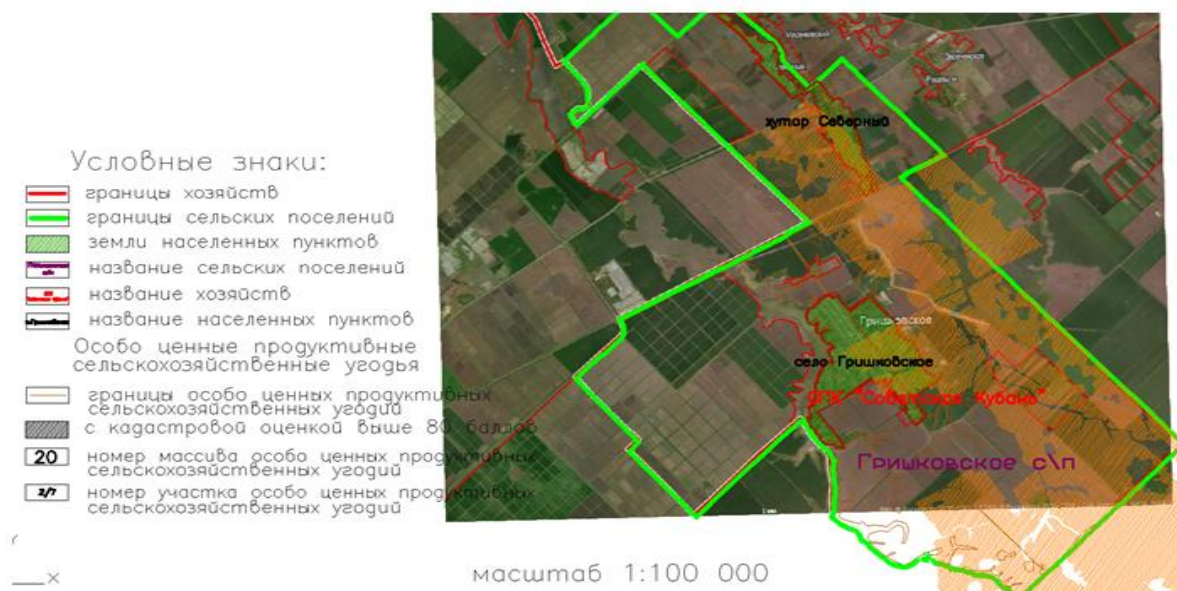 Условные знаки:
границы хозяйств
границы сельских поселений
земли населенных пунктов
название сельских поселений
название хозяйств
название населенных пунктов
Особо ценные продуктивные
сельскохозяйственные угодья
границы особо ценных продуктивных
сельскохозяйственных угодий
с кадастровой оценкой выше 80 баллов
20 номер массива особо ценных продуктивных
сельскохозяйственных угодий
2/7 номер участка особо ценных продуктивных
сельскохозяйственных угодий
X
хутор Северный
Гришковское
село Гришковское
СПК "Советская Кубань"
Гришковское с\п
масштаб 1:100 000